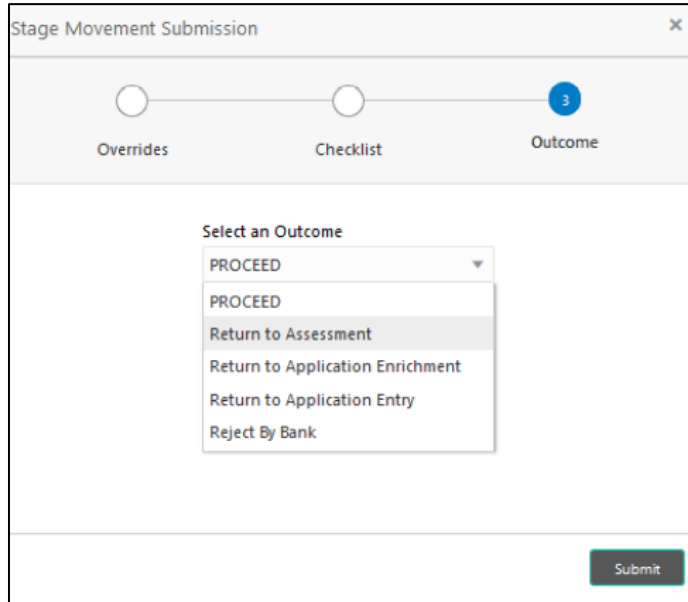 Stage Movement Submission
×
3
Overrides
Checklist
Outcome
Select an Outcome
PROCEED
PROCEED
Return to Assessment
Return to Application Enrichment
Return to Application Entry
Reject By Bank
Submit